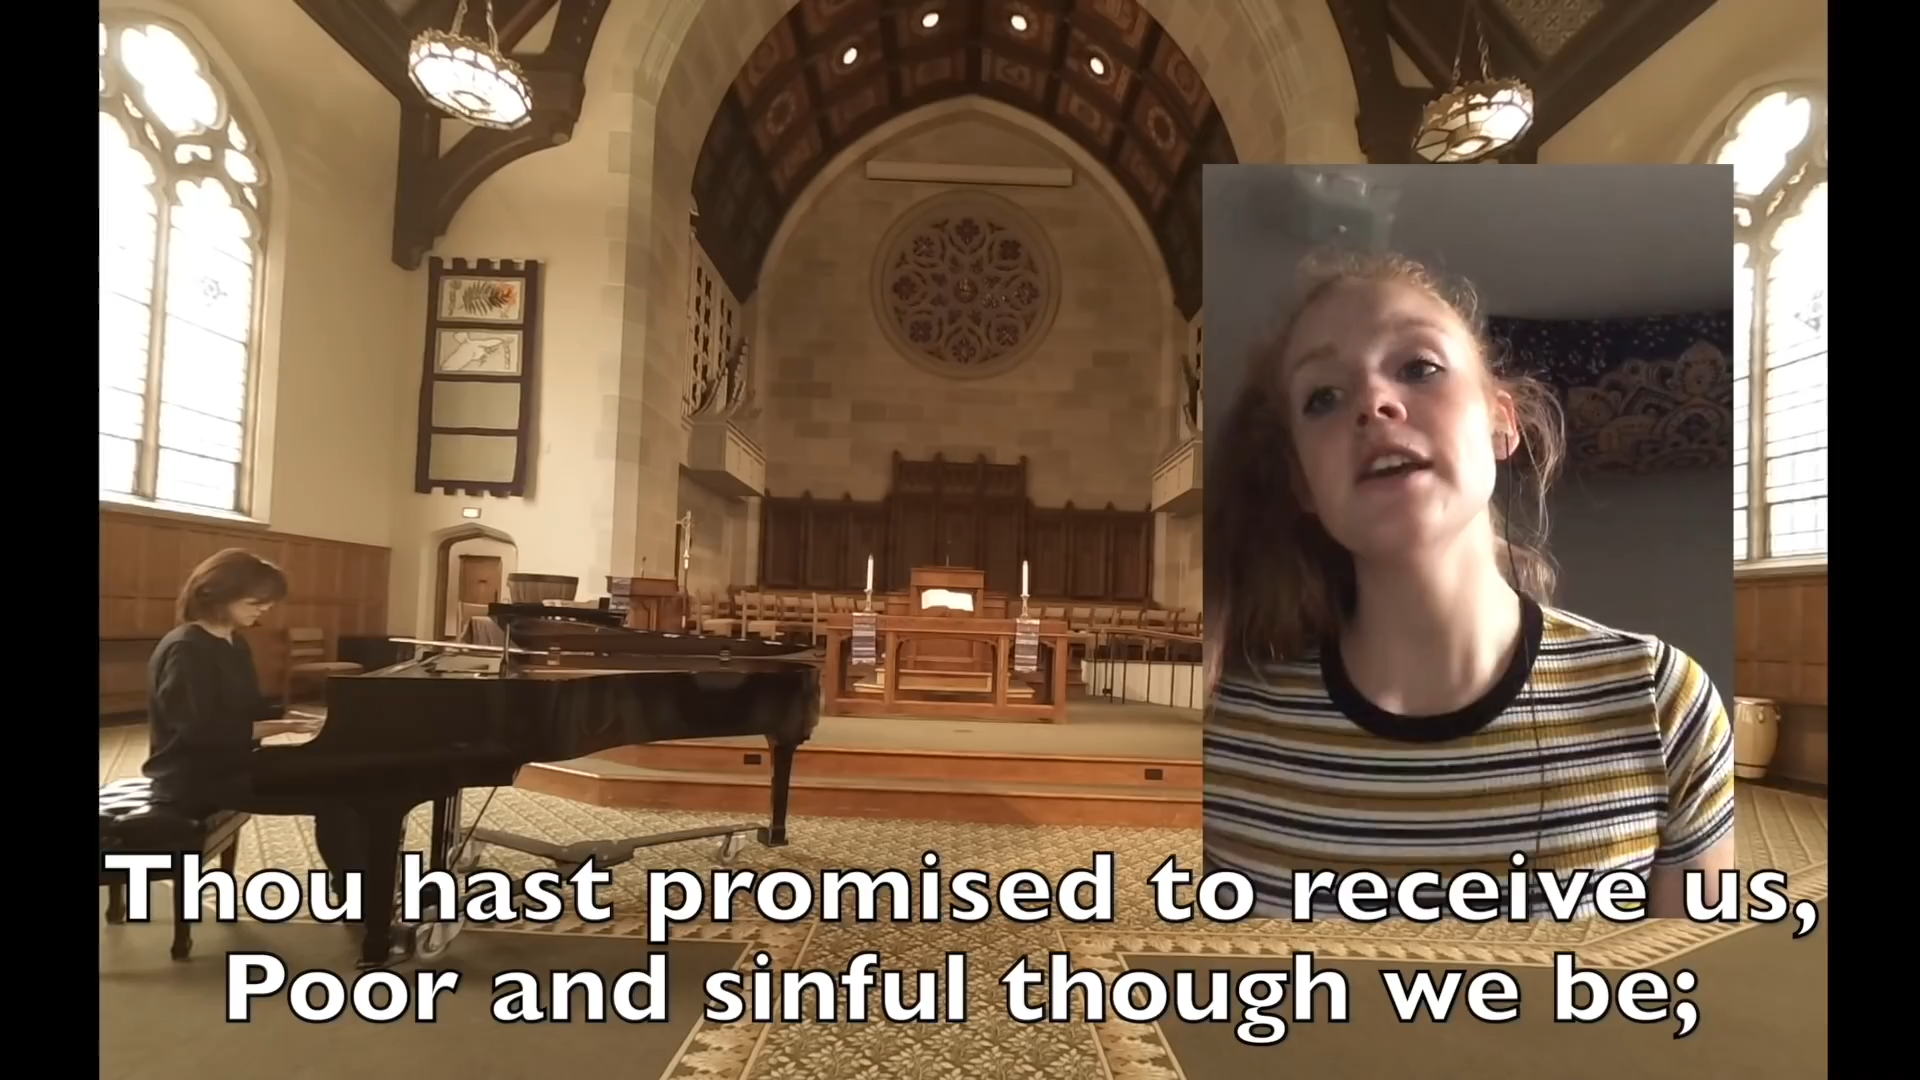 Thou hast promised to receive us,
Poor and sinful though we be;